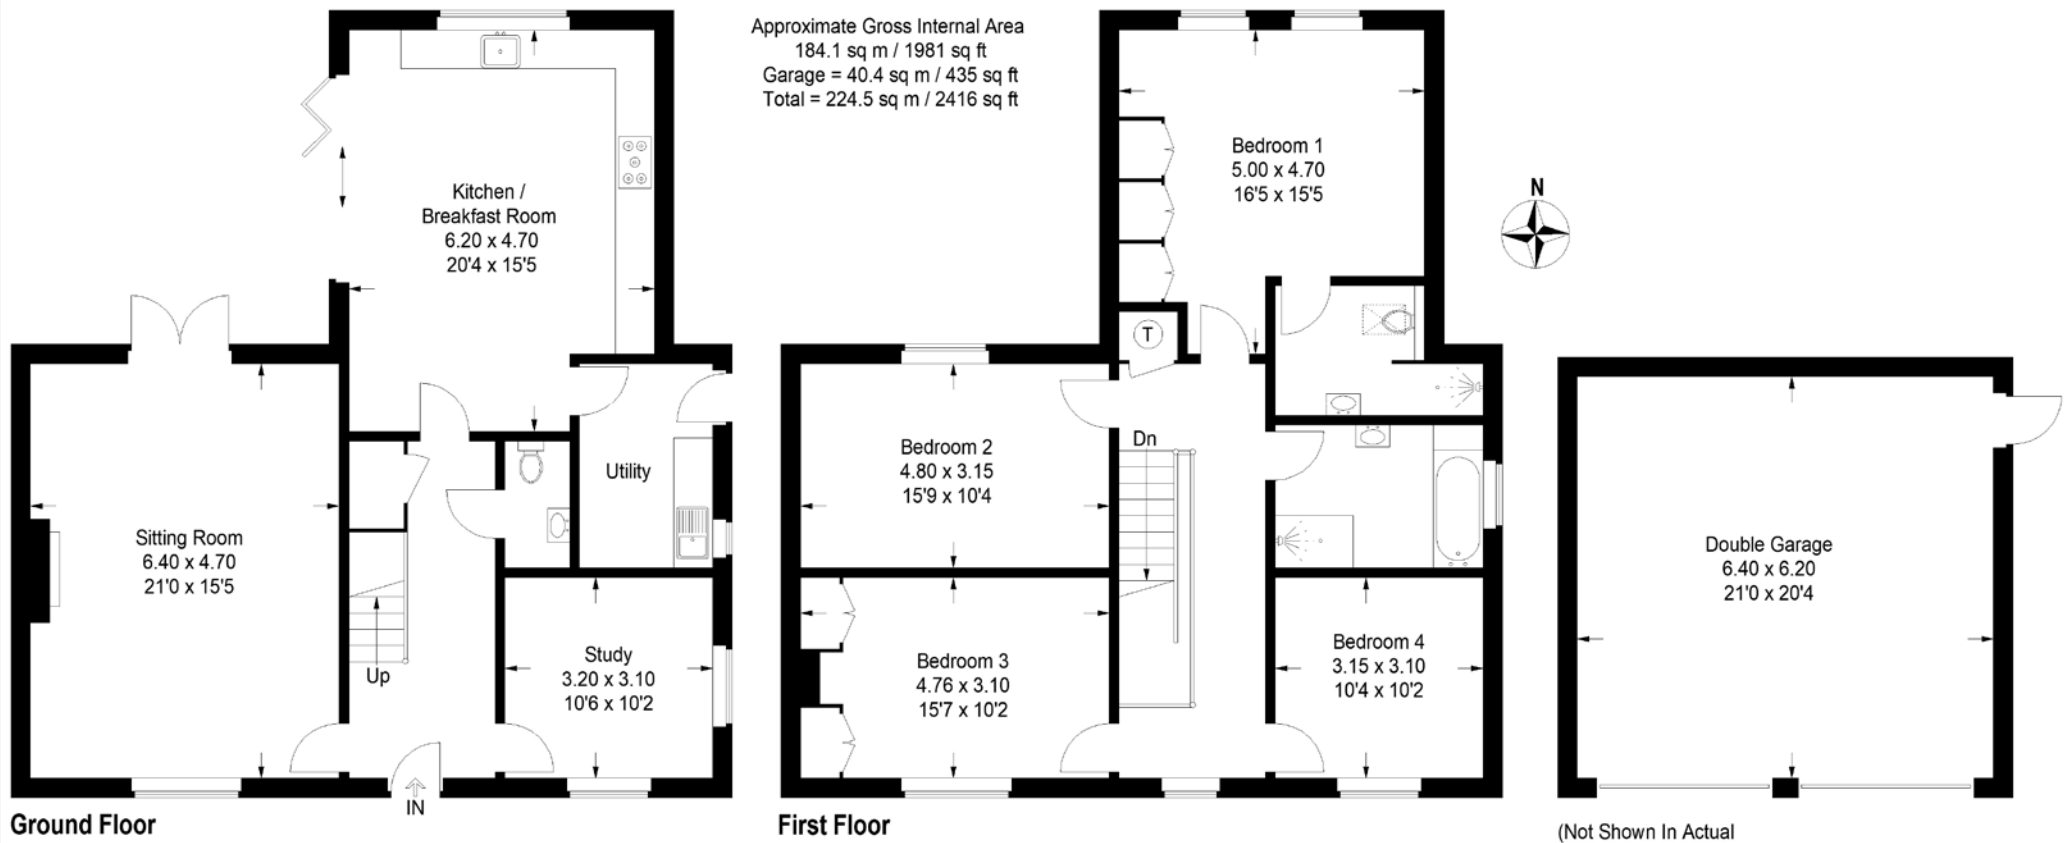 Approximate Gross Internal Area
184.1 sq m / 1981 sq ft
Garage = 40.4 sq m / 435 sq ft
Total = 224.5 sq m / 2416 sq ft
Kitchen /
Breakfast Room
6.20 x 4.70
20'4 x 15'5
Utility
Sitting Room
6.40 x 4.70
21'0 x 15'5
Study
3.20 x 3.10
10'6 x 10'2
Up
IN
Ground Floor
Bedroom 1
5.00 x 4.70
16'5 x 15'5
N
T
Dn
Bedroom 2
4.80 x 3.15
15'9 x 10'4
Bedroom 3
4.76 x 3.10
15'7 x 10'2
Bedroom 4
3.15 x 3.10
10'4 x 10'2
First Floor
Double Garage
6.40 x 6.20
21'0 x 20'4
(Not Shown In Actual